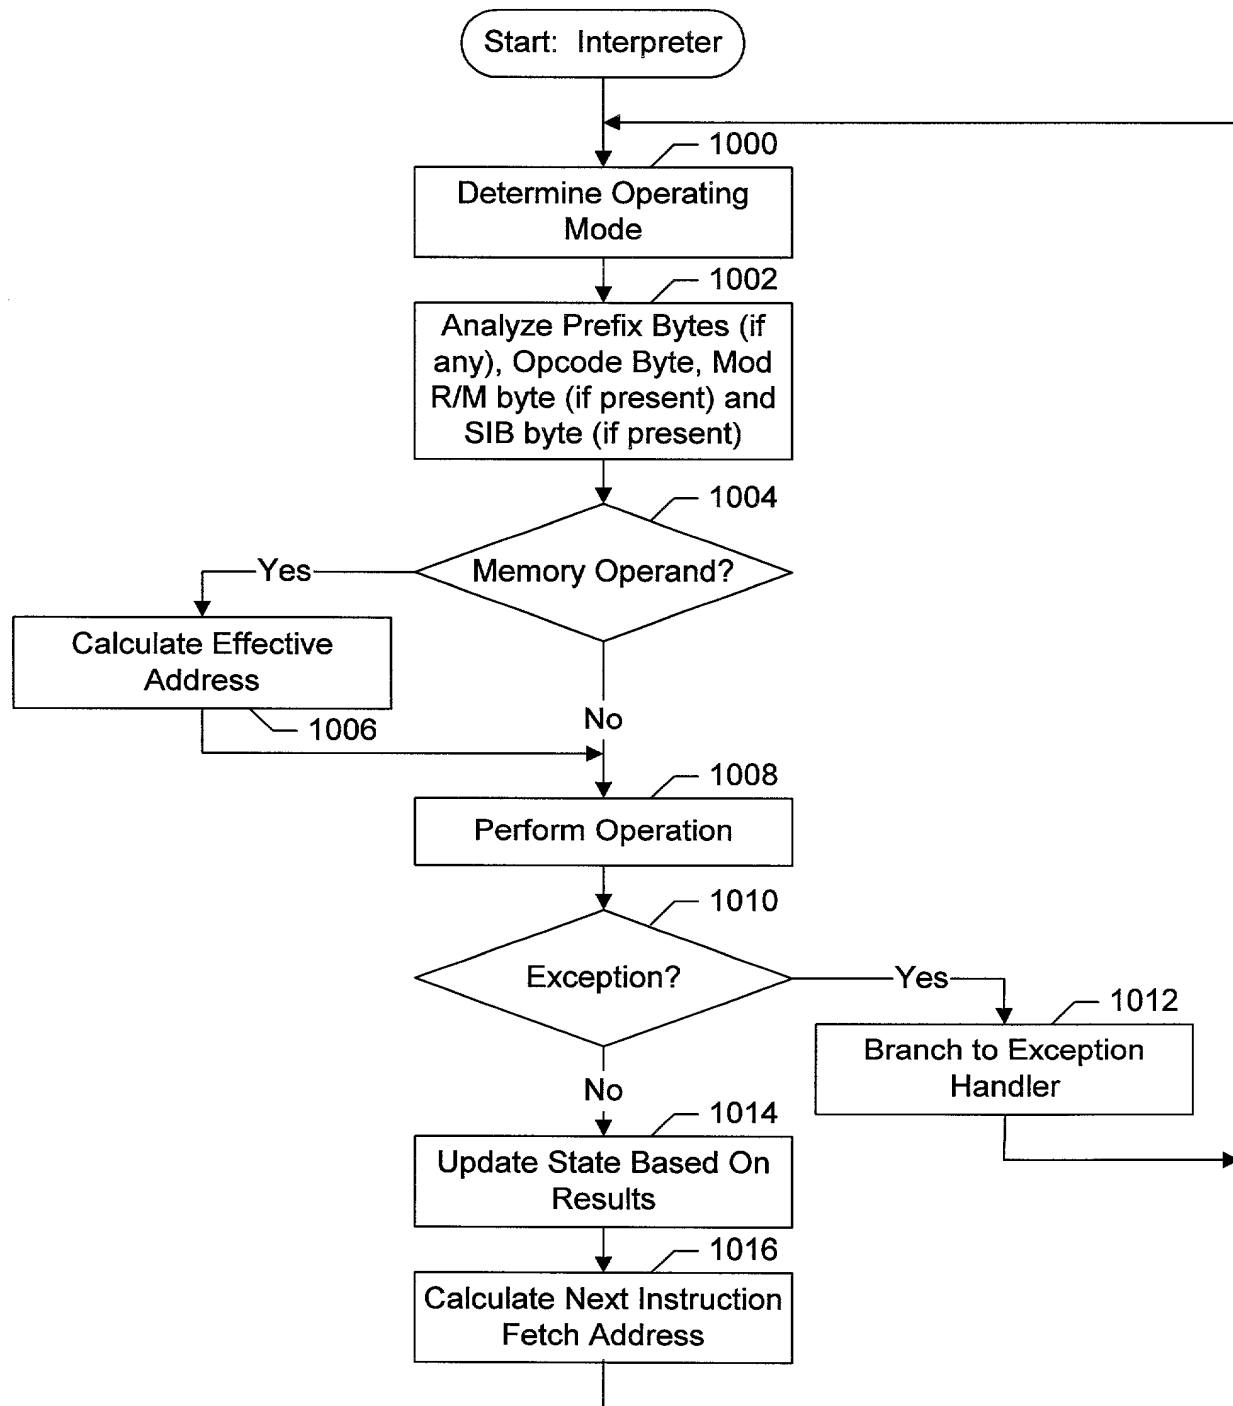 Start: Interpreter
1000
Determine Operating
Mode
1002
Analyze Prefix Bytes (if
any), Opcode Byte, Mod
R/M byte (if present) and
SIB byte (if present)
1004
Memory Operand?
Yes
Calculate Effective
Address
1006
No
1008
Perform Operation
1010
Exception?
Yes
1012
Branch to Exception
Handler
No
1014
Update State Based On
Results
1016
Calculate Next Instruction
Fetch Address